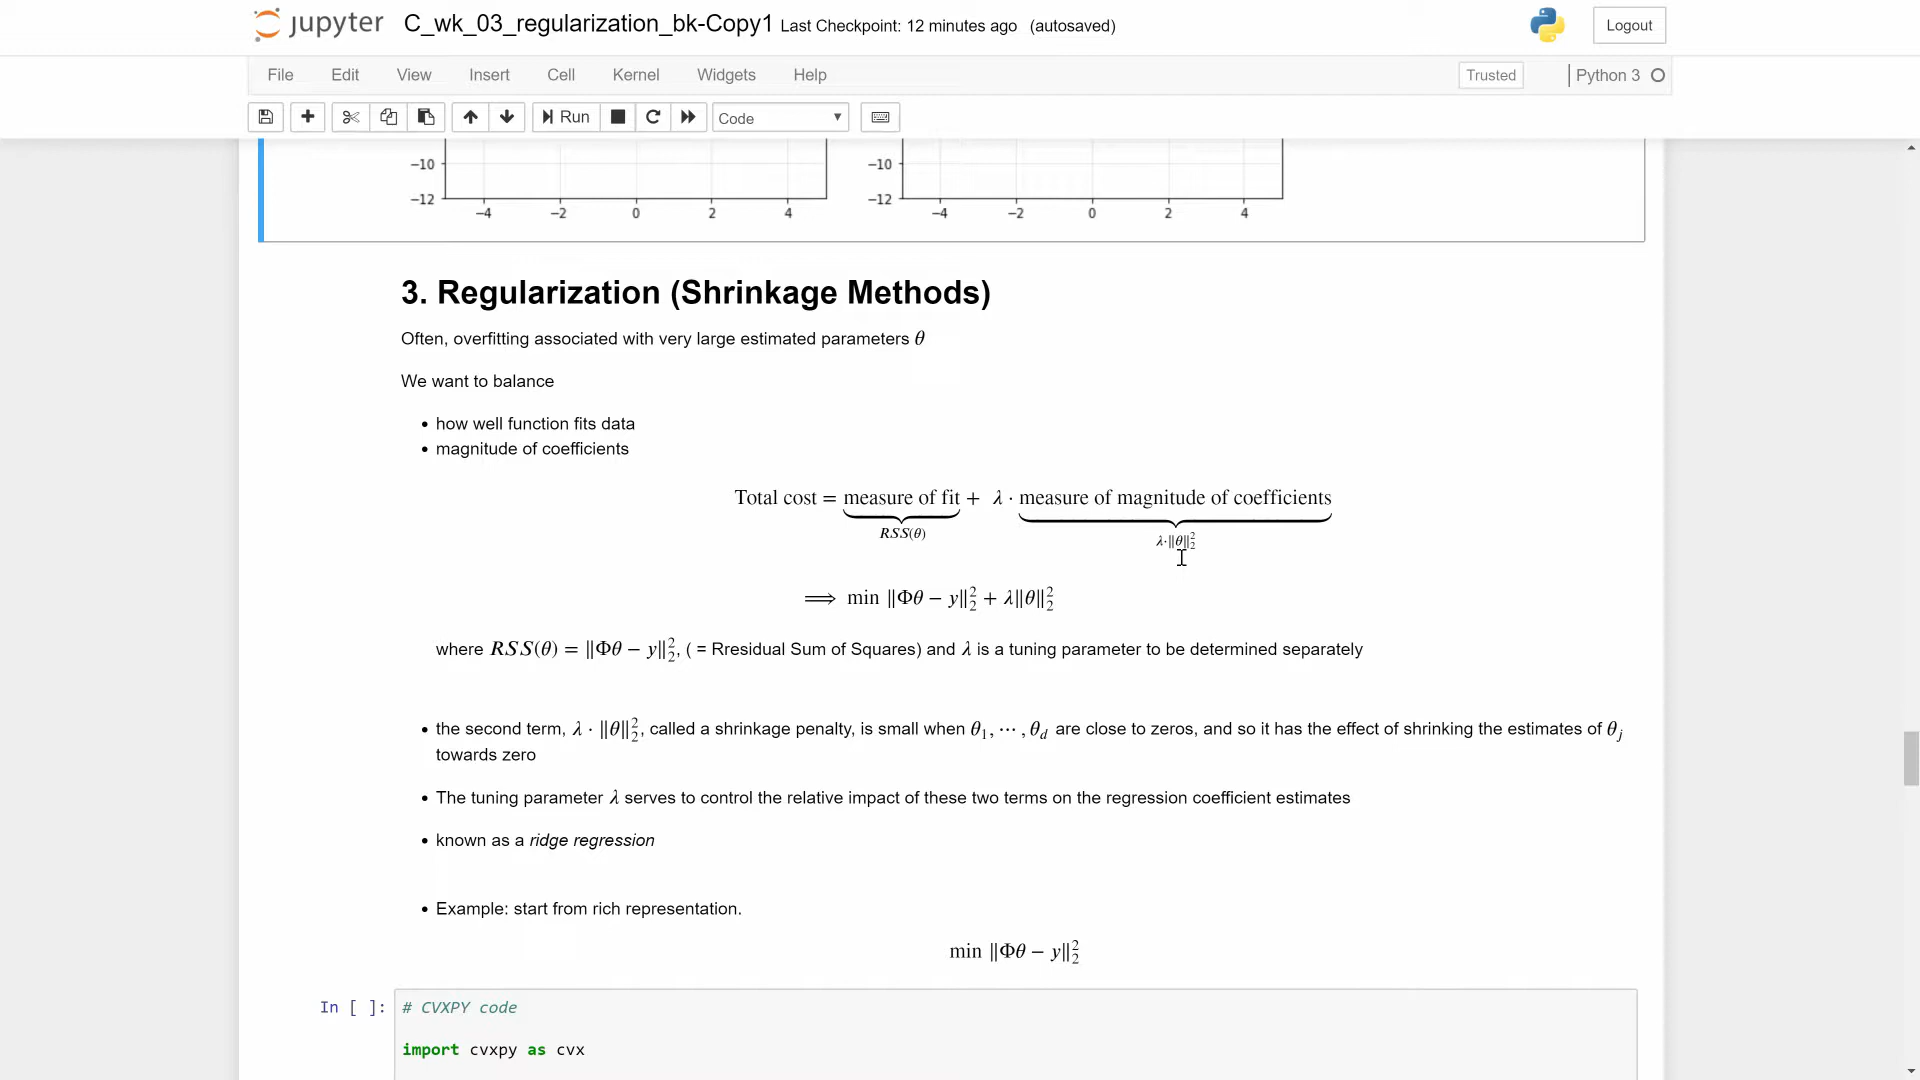 jupyter C_wk_03_regularization_bk-Copy1 Last Checkpoint: 12 minutes ago (autosaved) Logout
File Edit View Insert Cell Kernel Widgets Help Trusted Python 3
Run Code
−10 −10
−12 −12
−4 −2 0 2 4 −4 −2 0 2 4
3. Regularization (Shrinkage Methods)
Often, overfitting associated with very large estimated parameters θ
We want to balance
• how well function fits data
• magnitude of coefficients
Total cost = measure of fit + λ · measure of magnitude of coefficients
RSS(θ) λ·‖θ‖₂²
⟹ min ‖Φθ − y‖₂² + λ‖θ‖₂²
where RSS(θ) = ‖Φθ − y‖₂², ( = Rresidual Sum of Squares) and λ is a tuning parameter to be determined separately
• the second term, λ · ‖θ‖₂², called a shrinkage penalty, is small when θ₁, ⋯ , θ_d are close to zeros, and so it has the effect of shrinking the estimates of θⱼ
towards zero
• The tuning parameter λ serves to control the relative impact of these two terms on the regression coefficient estimates
• known as a ridge regression
• Example: start from rich representation.
min ‖Φθ − y‖₂²
In [ ]: # CVXPY code
import cvxpy as cvx